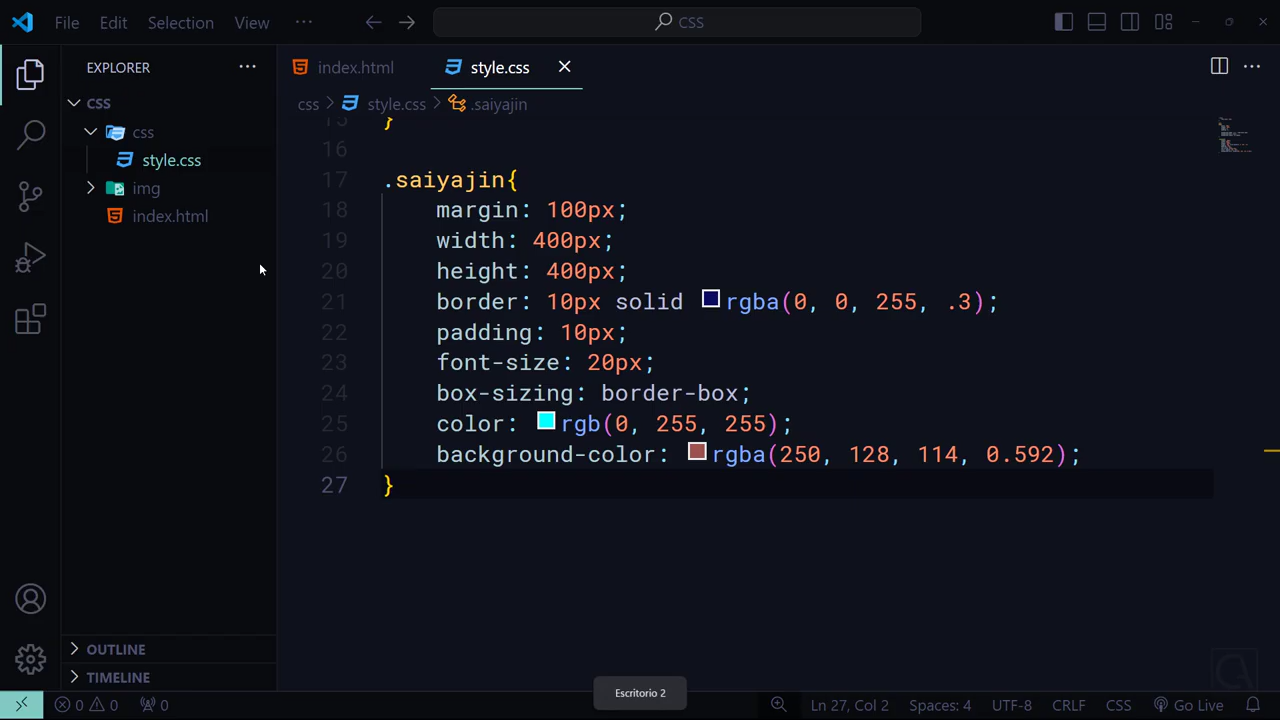 File Edit Selection View ··· CSS
EXPLORER ···
CSS
css
style.css
img
index.html
OUTLINE
TIMELINE
index.html style.css
css > style.css > .saiyajin
15 }
16
17 .saiyajin{
18 margin: 100px;
19 width: 400px;
20 height: 400px;
21 border: 10px solid rgba(0, 0, 255, .3);
22 padding: 10px;
23 font-size: 20px;
24 box-sizing: border-box;
25 color: rgb(0, 255, 255);
26 background-color: rgba(250, 128, 114, 0.592);
27 }
Escritorio 2
0 0 0 Ln 27, Col 2 Spaces: 4 UTF-8 CRLF CSS Go Live